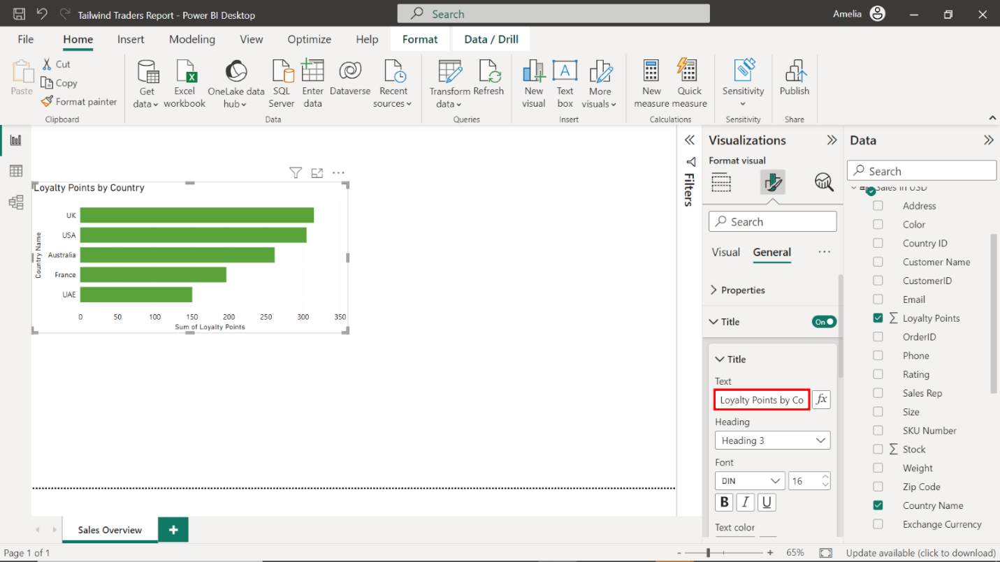 Tailwind Traders Report - Power BI Desktop
Search
Amelia
File Home Insert Modeling View Optimize Help Format Data / Drill
Paste
Cut
Copy
Format painter
Clipboard
Get data
Excel workbook
OneLake data hub
SQL Server
Enter data
Dataverse
Recent sources
Data
Transform data
Refresh
Queries
New visual
Text box
More visuals
Insert
New measure
Quick measure
Calculations
Sensitivity
Sensitivity
Publish
Share
Loyalty Points by Country
Country Name
UK
USA
Australia
France
UAE
0 50 100 150 200 250 300 350
Sum of Loyalty Points
Filters
Visualizations
Format visual
Search
Visual General
Properties
Title
On
Title
Text
Loyalty Points by Co
fx
Heading
Heading 3
Font
DIN
16
B I U
Text color
Data
Search
Sales in USD
Address
Color
Country ID
Customer Name
CustomerID
Email
∑ Loyalty Points
OrderID
Phone
Rating
Sales Rep
Size
SKU Number
∑ Stock
Weight
Zip Code
Country Name
Exchange Currency
Sales Overview
+
Page 1 of 1
- + 65%
Update available (click to download)